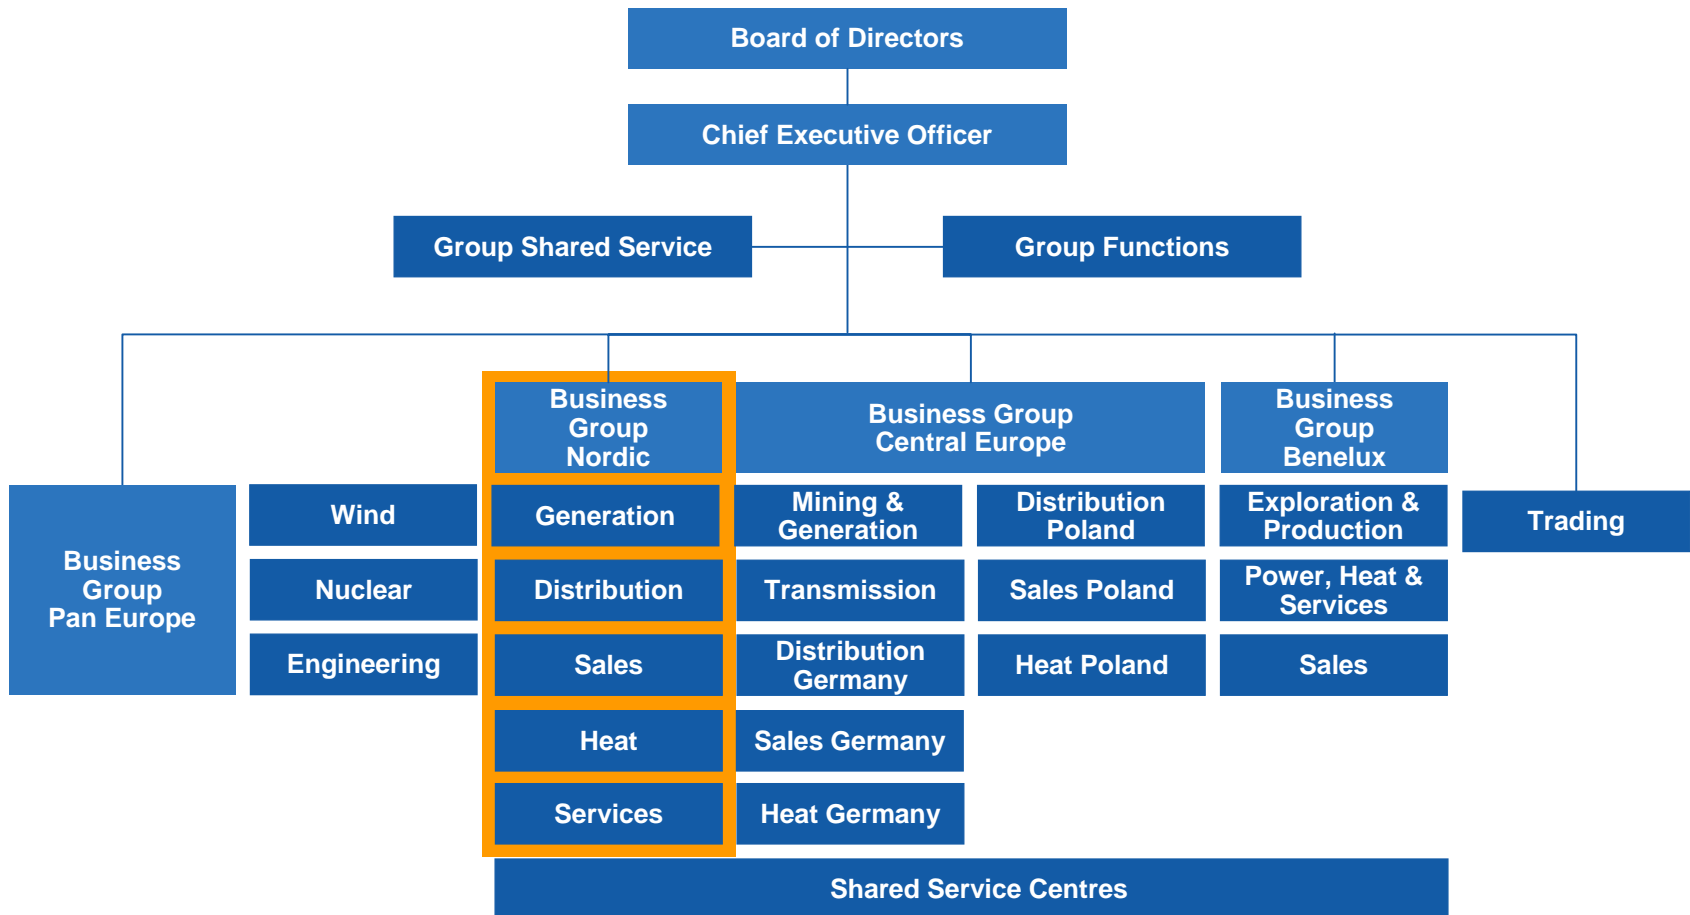 Board of Directors
Chief Executive Officer
Group Shared Service
Group Functions
Business
Group
Pan Europe
Wind
Nuclear
Engineering
Business
Group
Nordic
Generation
Distribution
Sales
Heat
Services
Business Group
Central Europe
Mining &
Generation
Transmission
Distribution
Germany
Sales Germany
Heat Germany
Distribution
Poland
Sales Poland
Heat Poland
Business
Group
Benelux
Exploration &
Production
Power, Heat &
Services
Sales
Trading
Shared Service Centres